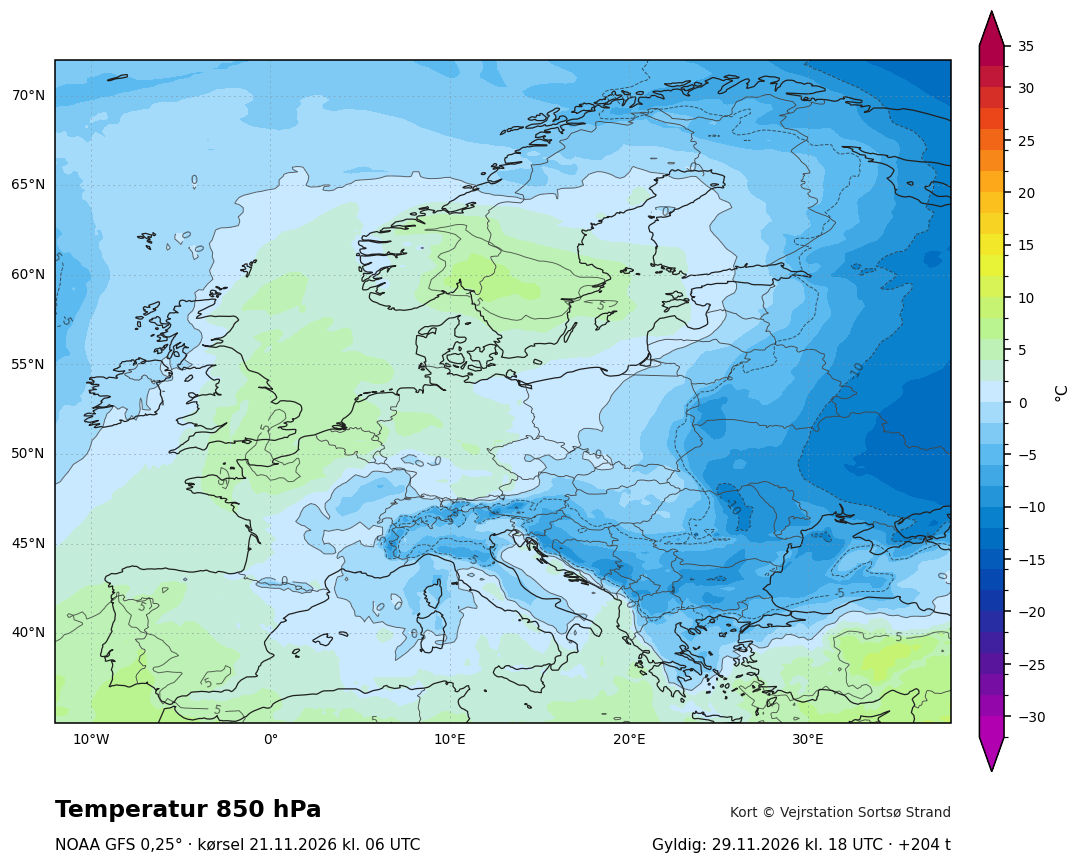 35
30
25
20
15
10
5
0
−5
−10
−15
−20
−25
−30
°C
70°N
65°N
60°N
55°N
50°N
45°N
40°N
10°W
0°
10°E
20°E
30°E
Temperatur 850 hPa
Kort © Vejrstation Sortsø Strand
NOAA GFS 0,25° · kørsel 21.11.2026 kl. 06 UTC
Gyldig: 29.11.2026 kl. 18 UTC · +204 t